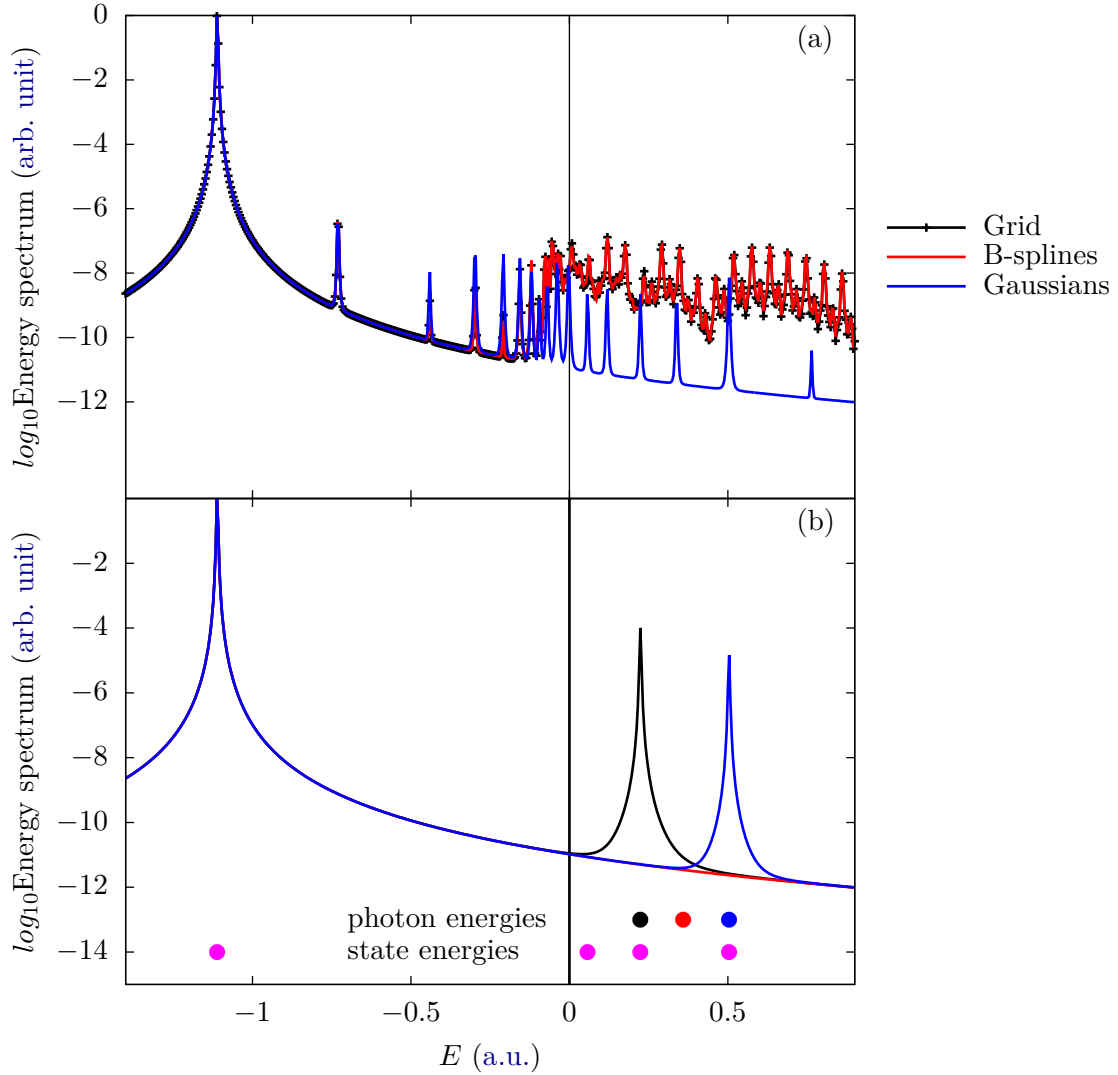 0
−2
−4
−6
−8
−10
−12
log10Energy spectrum (arb. unit)
(a)
Grid
B-splines
Gaussians
−2
−4
−6
−8
−10
−12
−14
log10Energy spectrum (arb. unit)
(b)
photon energies
state energies
−1 −0.5 0 0.5
E (a.u.)